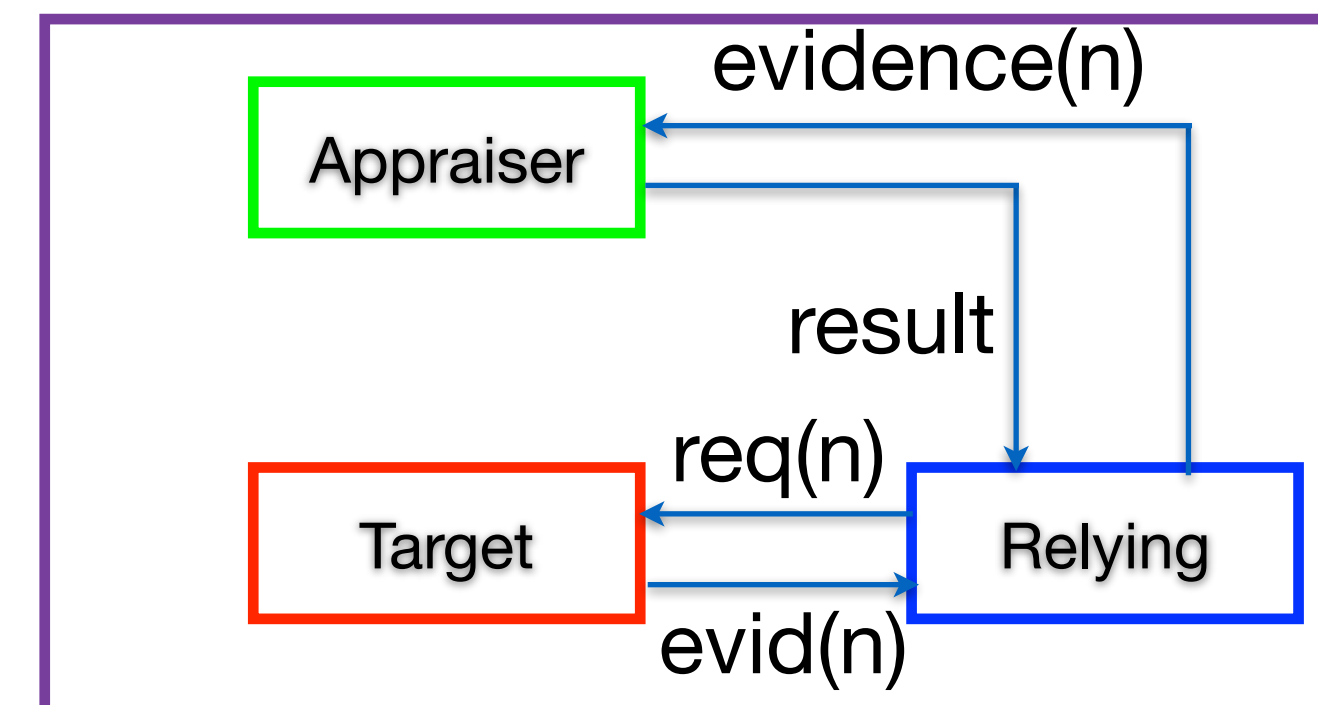 evidence(n)
Appraiser
result
req(n)
Target
Relying
evid(n)